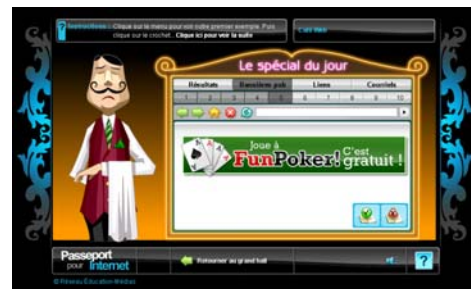 Instructions : Clique sur le menu pour voir notre premier exemple. Puis
clique sur le crochet. Clique ici pour voir la suite
Le spécial du jour
Résultats Bannières pub Liens Courriels
1 2 3 4 5 6 7 8 9 10
Joue à
FunPoker!
C'est
gratuit !
Passeport
pour Internet
Retourner au grand hall
?
© Réseau Éducation-Médias